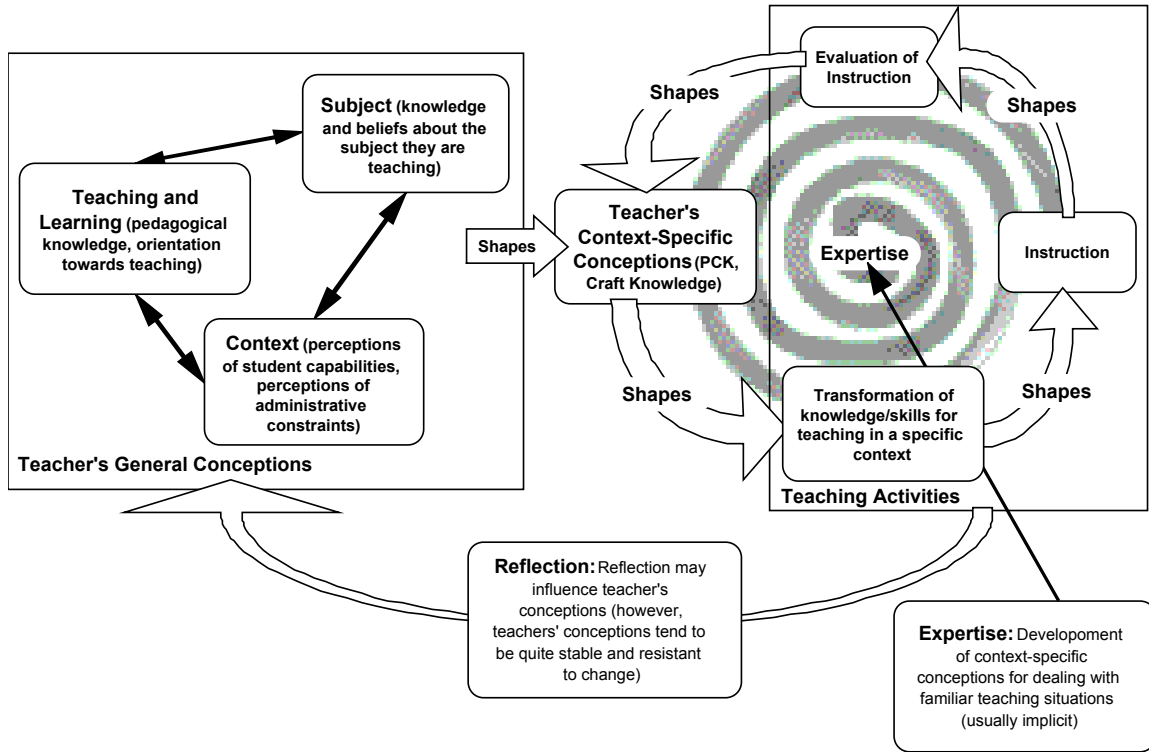 Subject (knowledge
and beliefs about the
subject they are
teaching)
Teaching and
Learning (pedagogical
knowledge, orientation
towards teaching)
Context (perceptions
of student capabilities,
perceptions of
administrative
constraints)
Teacher's General Conceptions
Shapes
Teacher's
Context-Specific
Conceptions (PCK,
Craft Knowledge)
Shapes
Evaluation of
Instruction
Shapes
Expertise
Instruction
Shapes
Transformation of
knowledge/skills for
teaching in a specific
context
Shapes
Teaching Activities
Reflection: Reflection may
influence teacher's
conceptions (however,
teachers' conceptions tend to
be quite stable and resistant
to change)
Expertise: Developoment
of context-specific
conceptions for dealing with
familiar teaching situations
(usually implicit)